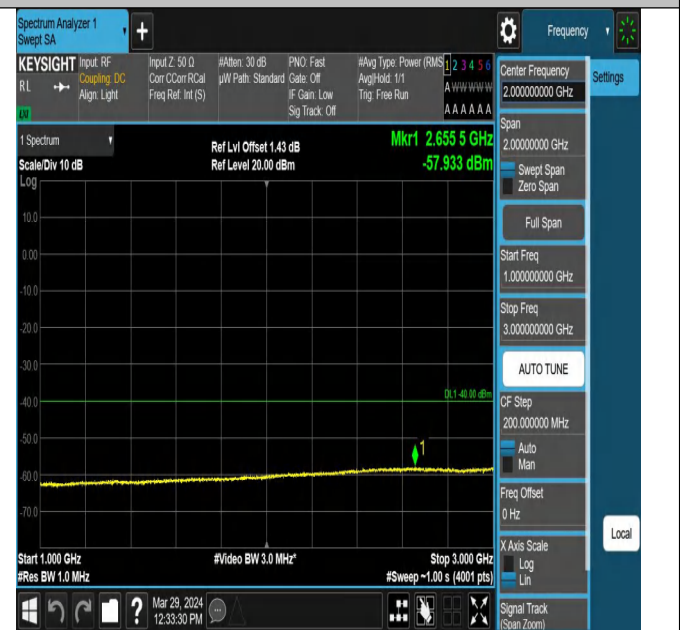 Spectrum Analyzer 1
Swept SA
+
Frequency
KEYSIGHT
RL
Input: RF
Coupling: DC
Align: Light
Input Z: 50 Ω
Corr CCorr RCal
Freq Ref: Int (S)
#Atten: 30 dB
µW Path: Standard
PNO: Fast
Gate: Off
IF Gain: Low
Sig Track: Off
#Avg Type: Power (RMS
Avg|Hold: 1/1
Trig: Free Run
1 2 3 4 5 6
A W W W W W
A A A A A A
1 Spectrum
Scale/Div 10 dB
Ref Lvl Offset 1.43 dB
Ref Level 20.00 dBm
Mkr1 2.655 5 GHz
-57.933 dBm
Log
10.0
0.00
-10.0
-20.0
-30.0
-40.0
-50.0
-60.0
-70.0
DL1 -40.00 dBm
1
Start 1.000 GHz
#Res BW 1.0 MHz
#Video BW 3.0 MHz*
Stop 3.000 GHz
#Sweep ~1.00 s (4001 pts)
?
Mar 29, 2024
12:33:30 PM
Center Frequency
2.000000000 GHz
Settings
Span
2.00000000 GHz
Swept Span
Zero Span
Full Span
Start Freq
1.000000000 GHz
Stop Freq
3.000000000 GHz
AUTO TUNE
CF Step
200.000000 MHz
Auto
Man
Freq Offset
0 Hz
X Axis Scale
Log
Lin
Local
Signal Track
(Span Zoom)